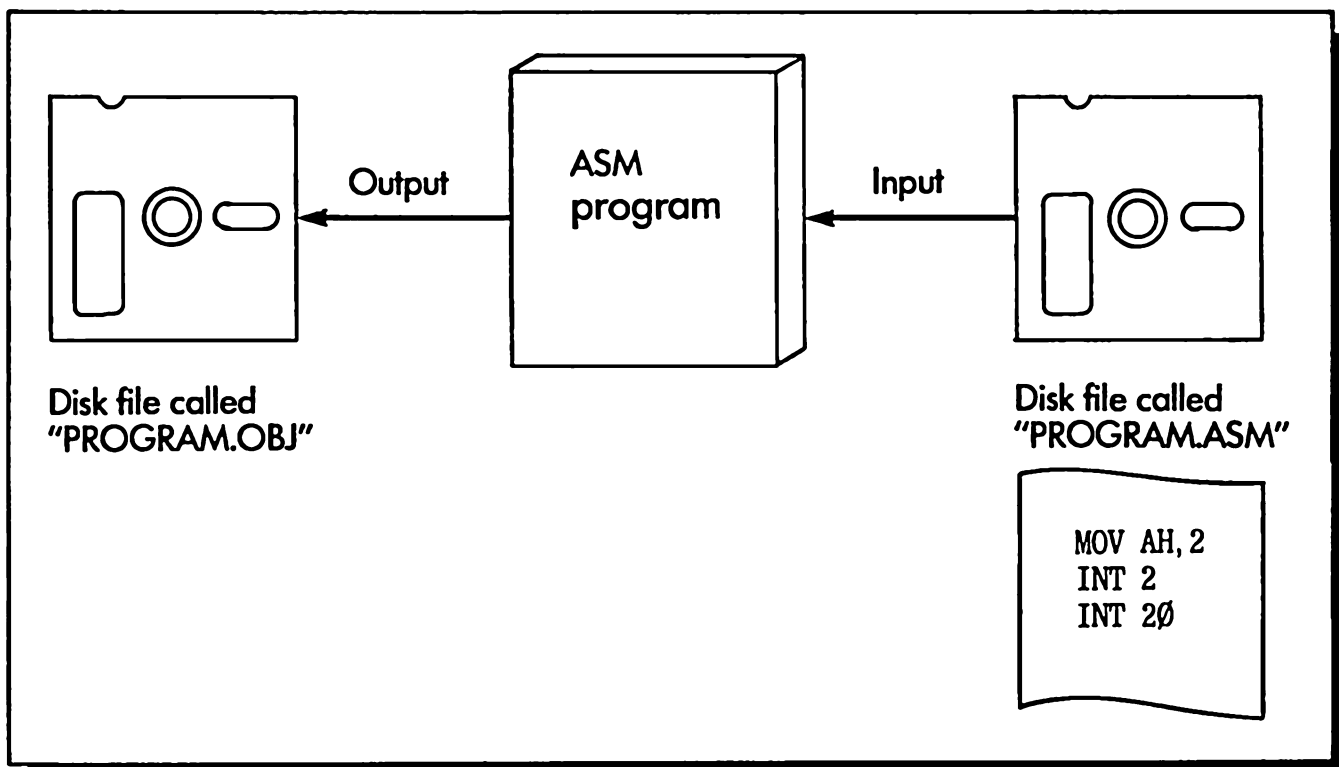 Output
ASM
program
Input
Disk file called
"PROGRAM.OBJ"
Disk file called
"PROGRAM.ASM"
MOV AH,2
INT 2
INT 2Ø